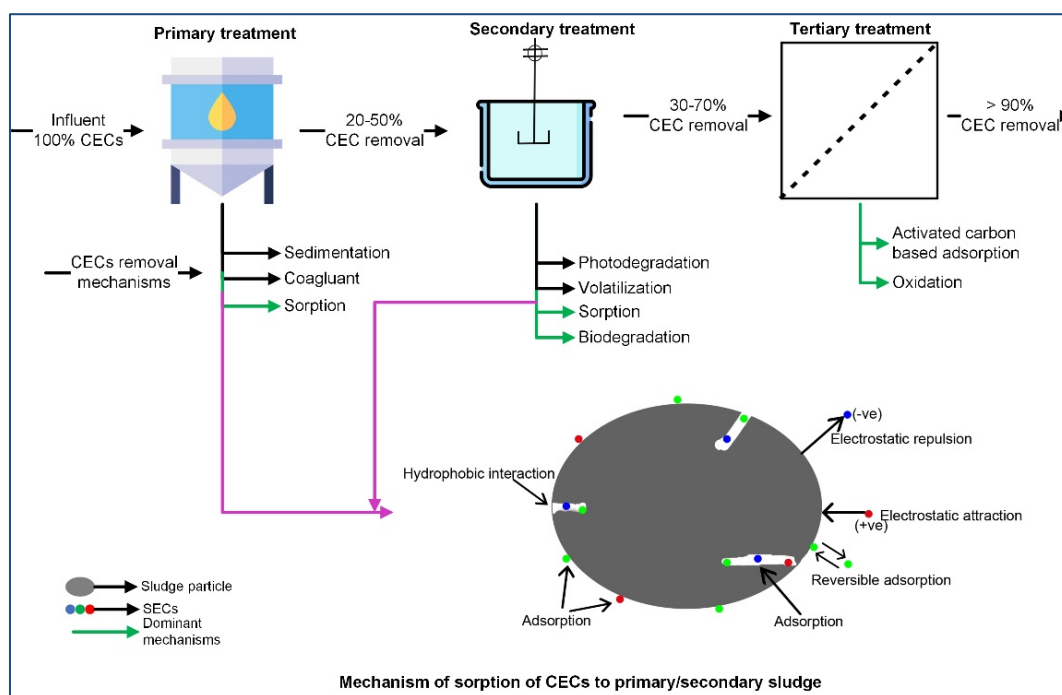 Primary treatment
Secondary treatment
Tertiary treatment
Influent
100% CECs
20-50%
CEC removal
30-70%
CEC removal
> 90%
CEC removal
CECs removal
mechanisms
Sedimentation
Coagluant
Sorption
Photodegradation
Volatilization
Sorption
Biodegradation
Activated carbon
based adsorption
Oxidation
(-ve)
Electrostatic repulsion
Hydrophobic interaction
Electrostatic attraction
(+ve)
Reversible adsorption
Adsorption
Adsorption
Sludge particle
SECs
Dominant
mechanisms
Mechanism of sorption of CECs to primary/secondary sludge